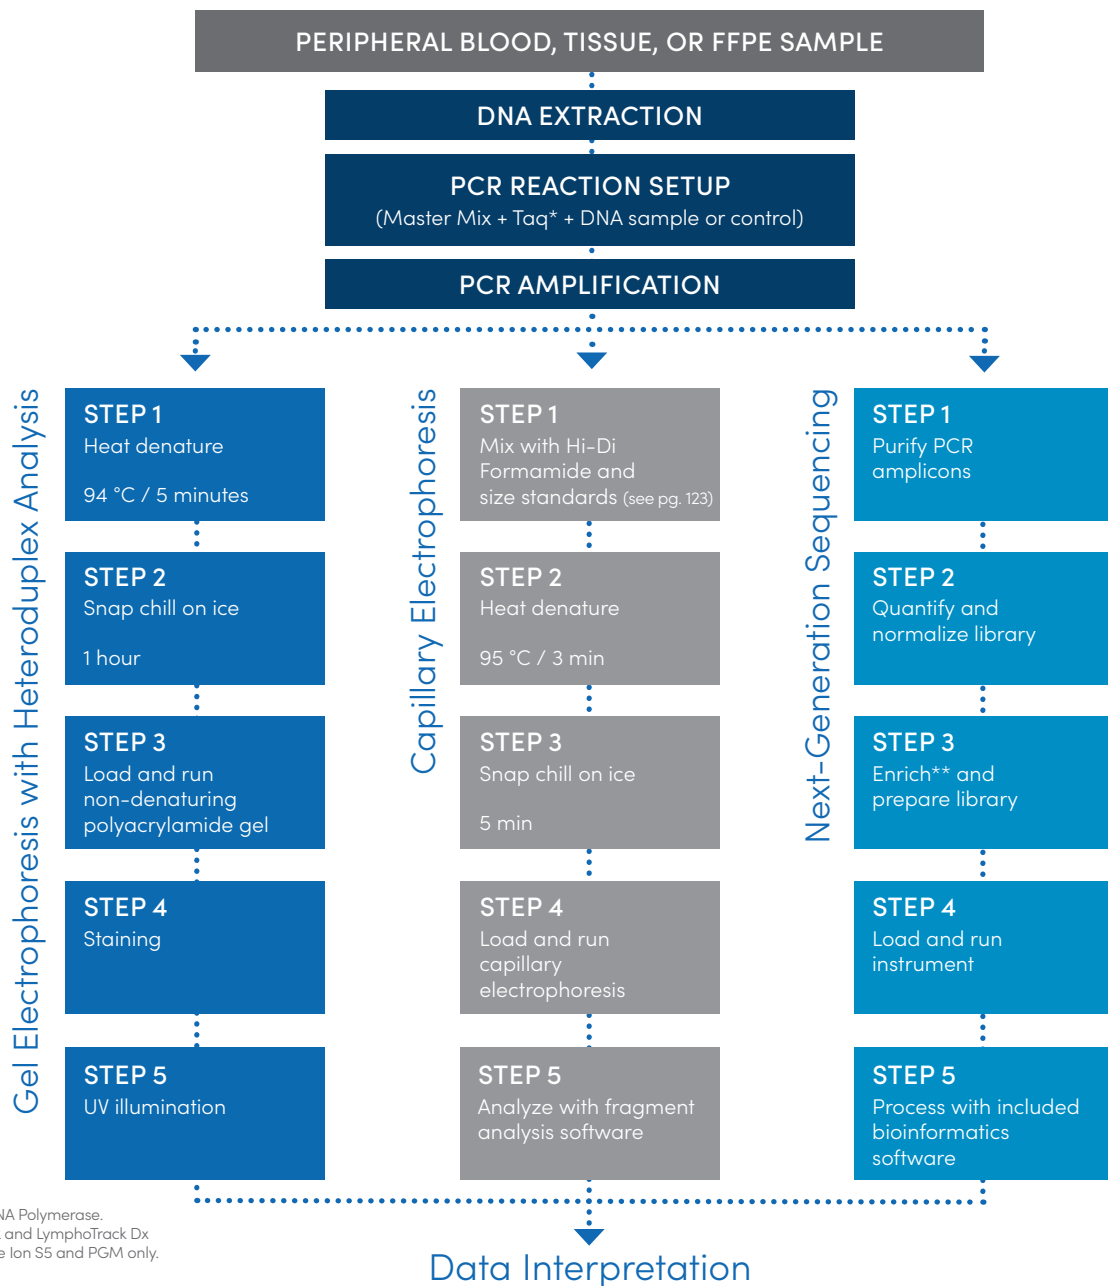 PERIPHERAL BLOOD, TISSUE, OR FFPE SAMPLE
DNA EXTRACTION
PCR REACTION SETUP
(Master Mix + Taq* + DNA sample or control)
PCR AMPLIFICATION
Gel Electrophoresis with Heteroduplex Analysis
STEP 1
Heat denature
94 °C / 5 minutes
STEP 2
Snap chill on ice
1 hour
STEP 3
Load and run
non-denaturing
polyacrylamide gel
STEP 4
Staining
STEP 5
UV illumination
Capillary Electrophoresis
STEP 1
Mix with Hi-Di
Formamide and
size standards (see pg. 123)
STEP 2
Heat denature
95 °C / 3 min
STEP 3
Snap chill on ice
5 min
STEP 4
Load and run
capillary
electrophoresis
STEP 5
Analyze with fragment
analysis software
Next-Generation Sequencing
STEP 1
Purify PCR
amplicons
STEP 2
Quantify and
normalize library
STEP 3
Enrich** and
prepare library
STEP 4
Load and run
instrument
STEP 5
Process with included
bioinformatics
software
Polymerase.
and LymphoTrack Dx
Ion S5 and PGM only.
Data Interpretation